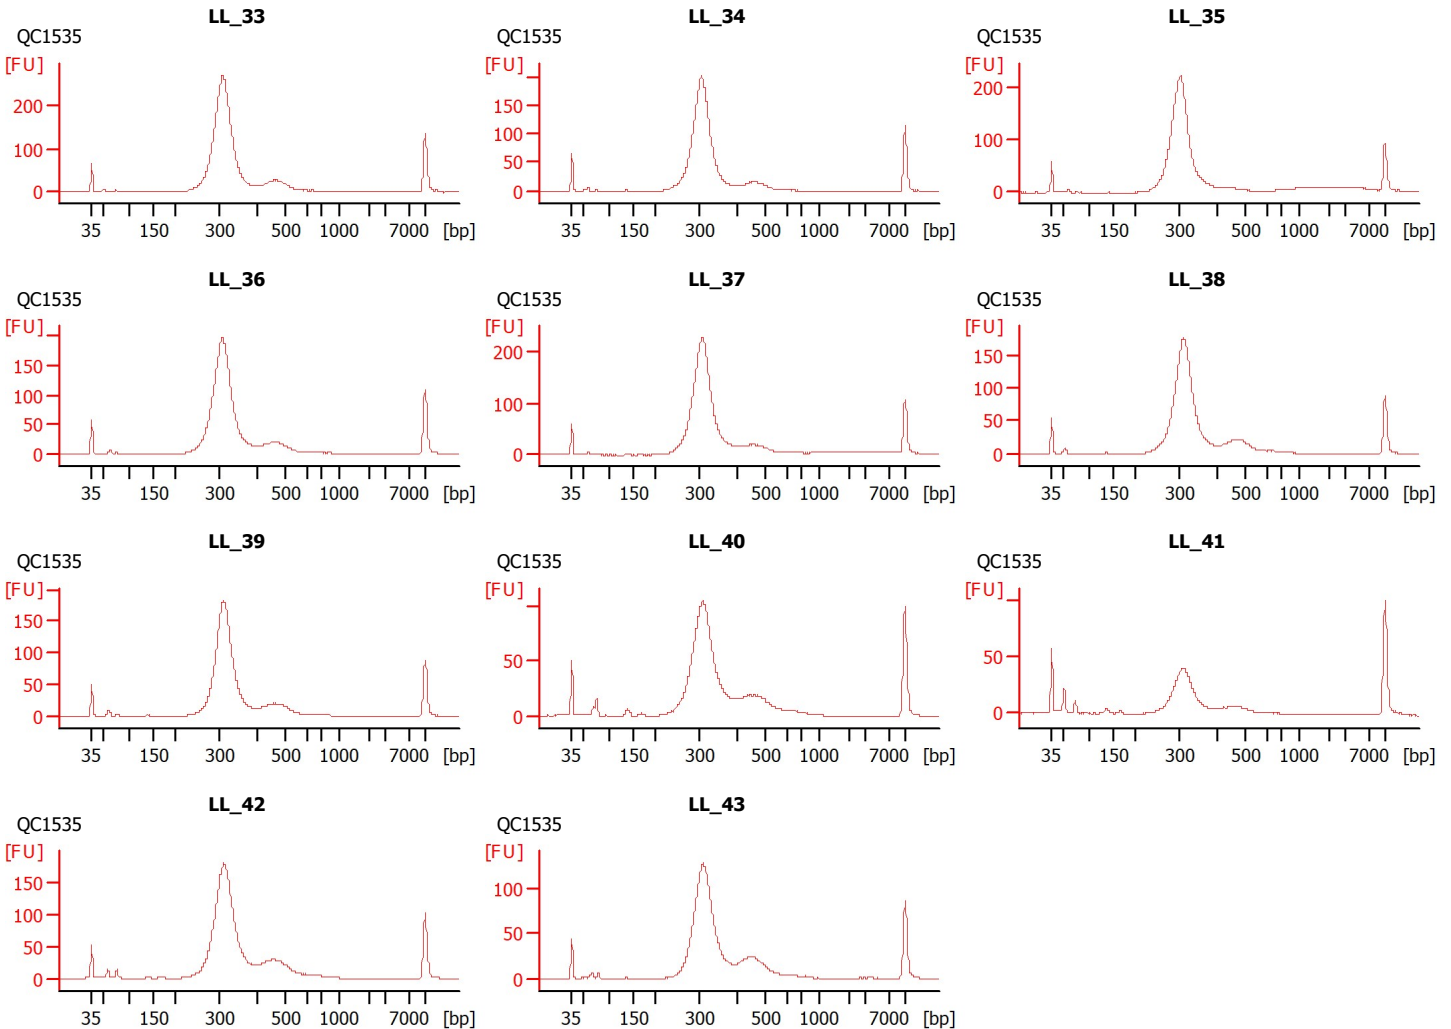 LL_33 LL_34 LL_35
QC1535 QC1535 QC1535
[FU] [FU] [FU]
200 150 200
100 100 100
50
0 0 0
35 150 300 500 1000 7000 [bp] 35 150 300 500 1000 7000 [bp] 35 150 300 500 1000 7000 [bp]
LL_36 LL_37 LL_38
QC1535 QC1535 QC1535
[FU] [FU] [FU]
150 200 150
100 100 100
50 50
0 0 0
35 150 300 500 1000 7000 [bp] 35 150 300 500 1000 7000 [bp] 35 150 300 500 1000 7000 [bp]
LL_39 LL_40 LL_41
QC1535 QC1535 QC1535
[FU] [FU] [FU]
150
100
50 50 50
0 0 0
35 150 300 500 1000 7000 [bp] 35 150 300 500 1000 7000 [bp] 35 150 300 500 1000 7000 [bp]
LL_42 LL_43
QC1535 QC1535
[FU] [FU]
150 100
100
50 50
0 0
35 150 300 500 1000 7000 [bp] 35 150 300 500 1000 7000 [bp]